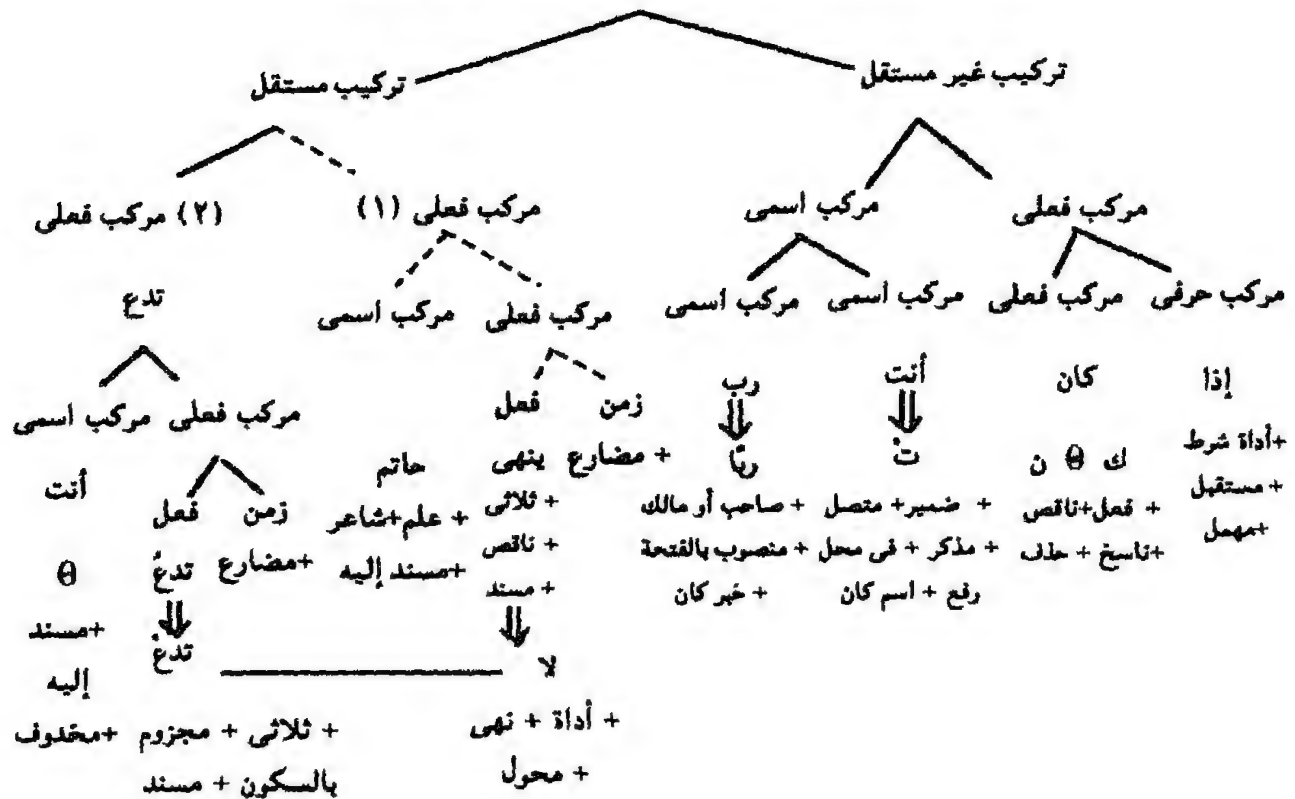 تركيب غير مستقل
تركيب مستقل
مركب فعلى
مركب اسمى
مركب فعلى (١)
(٢) مركب فعلى
مركب حرفى
مركب فعلى
مركب اسمى
مركب اسمى
مركب فعلى
مركب اسمى
تدع
إذا
+أداة شرط
+ مستقبل
+مهمل
كان
ك θ ن
+ فعل+ناقص
+ناسخ + حذف
أنت
تْ
+ ضمير+ متصل
+ مذكر + فى محل
رفع + اسم كان
رب
ربًا
+ صاحب أو مالك
+ منصوب بالفتحة
+ خبر كان
زمن
+ مضارع
فعل
ينهى
+ ثلاثى
+ ناقص
+ مسند
لا
+ أداة + نهى
+ محول
حاتم
+ علم+شاعر
+مسند إليه
مركب فعلى
مركب اسمى
زمن
+مضارع
فعل
تدعُ
تدعْ
+ ثلاثى + مجزوم
بالسكون + مسند
أنت
θ
+مسند
إليه
+محذوف